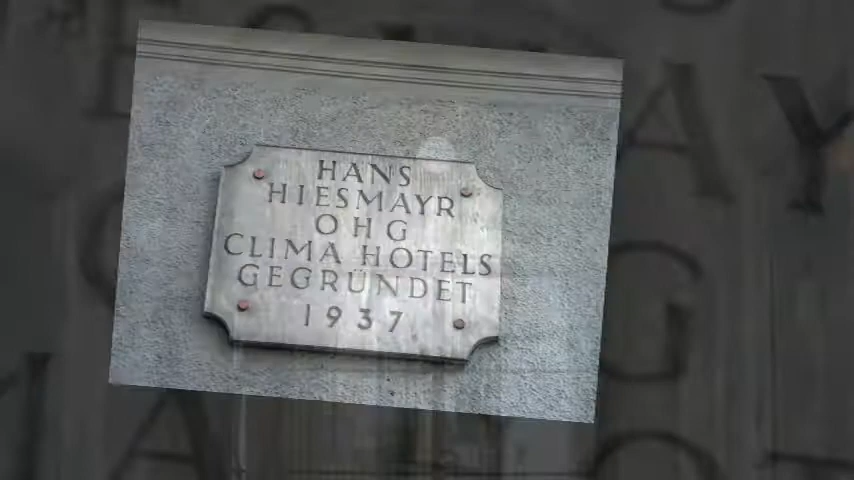 HANS
HIESMAYR
OHG
CLIMA HOTELS
GEGRÜNDET
1937